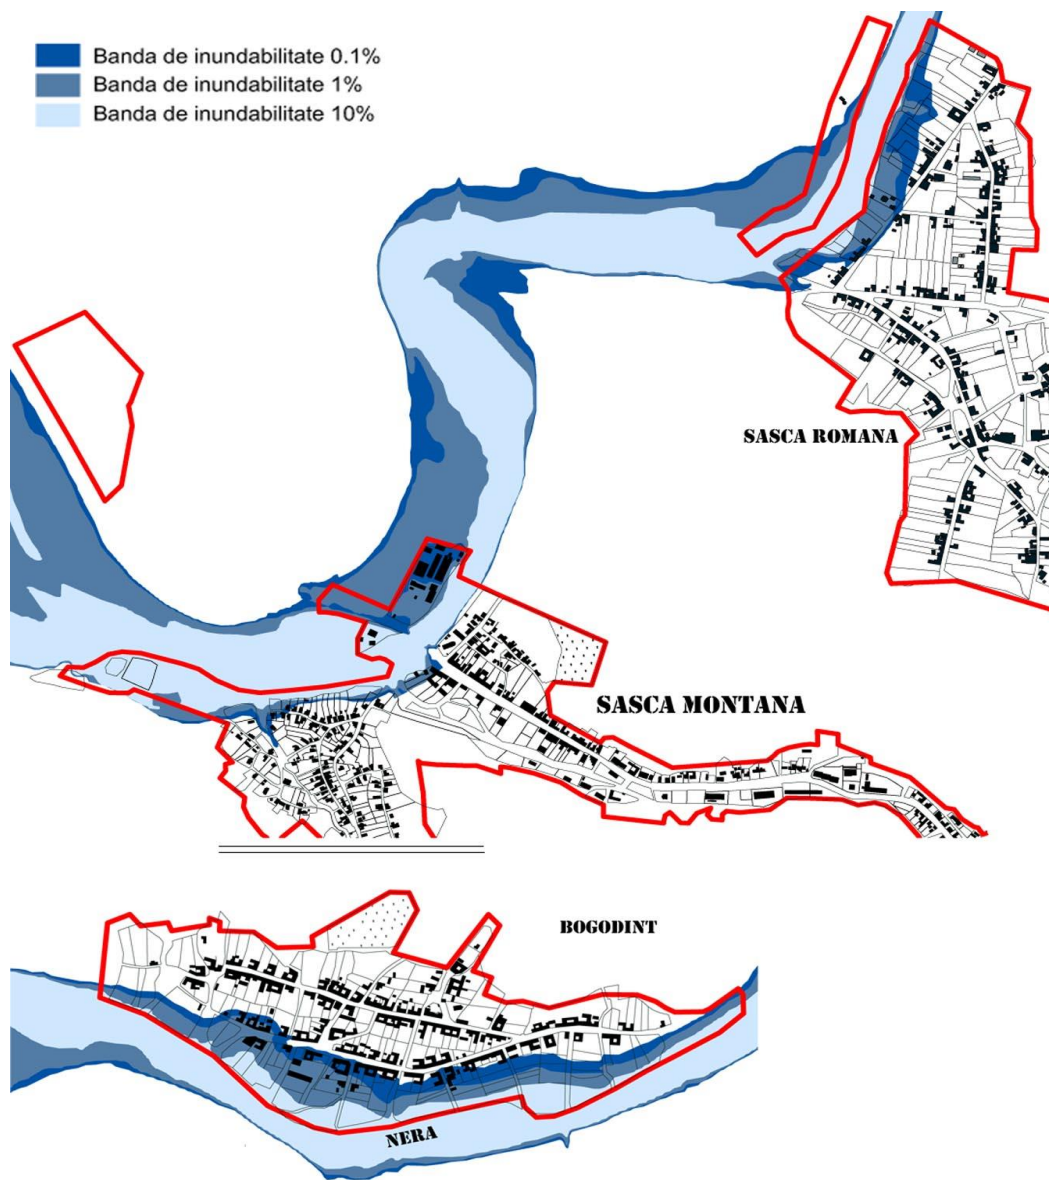 Banda de inundabilitate 0.1%
Banda de inundabilitate 1%
Banda de inundabilitate 10%
SASCA ROMANA
SASCA MONTANA
BOGODINT
NERA